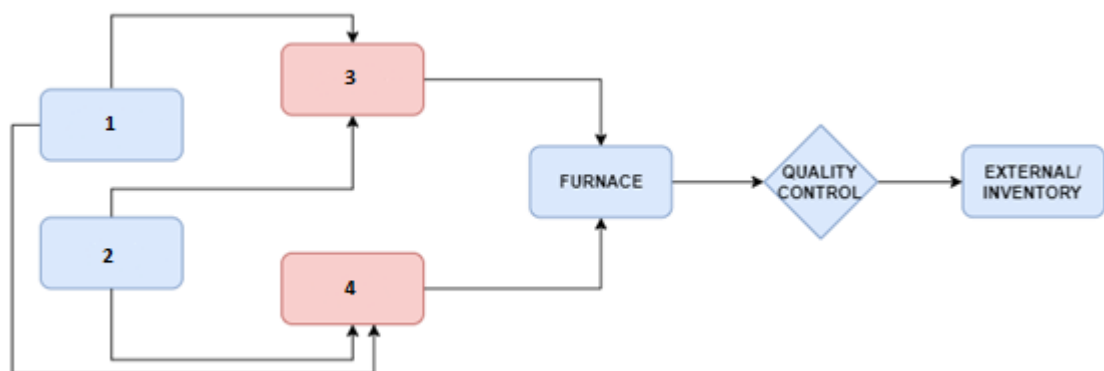 1
2
3
4
FURNACE
QUALITY
CONTROL
EXTERNAL/
INVENTORY